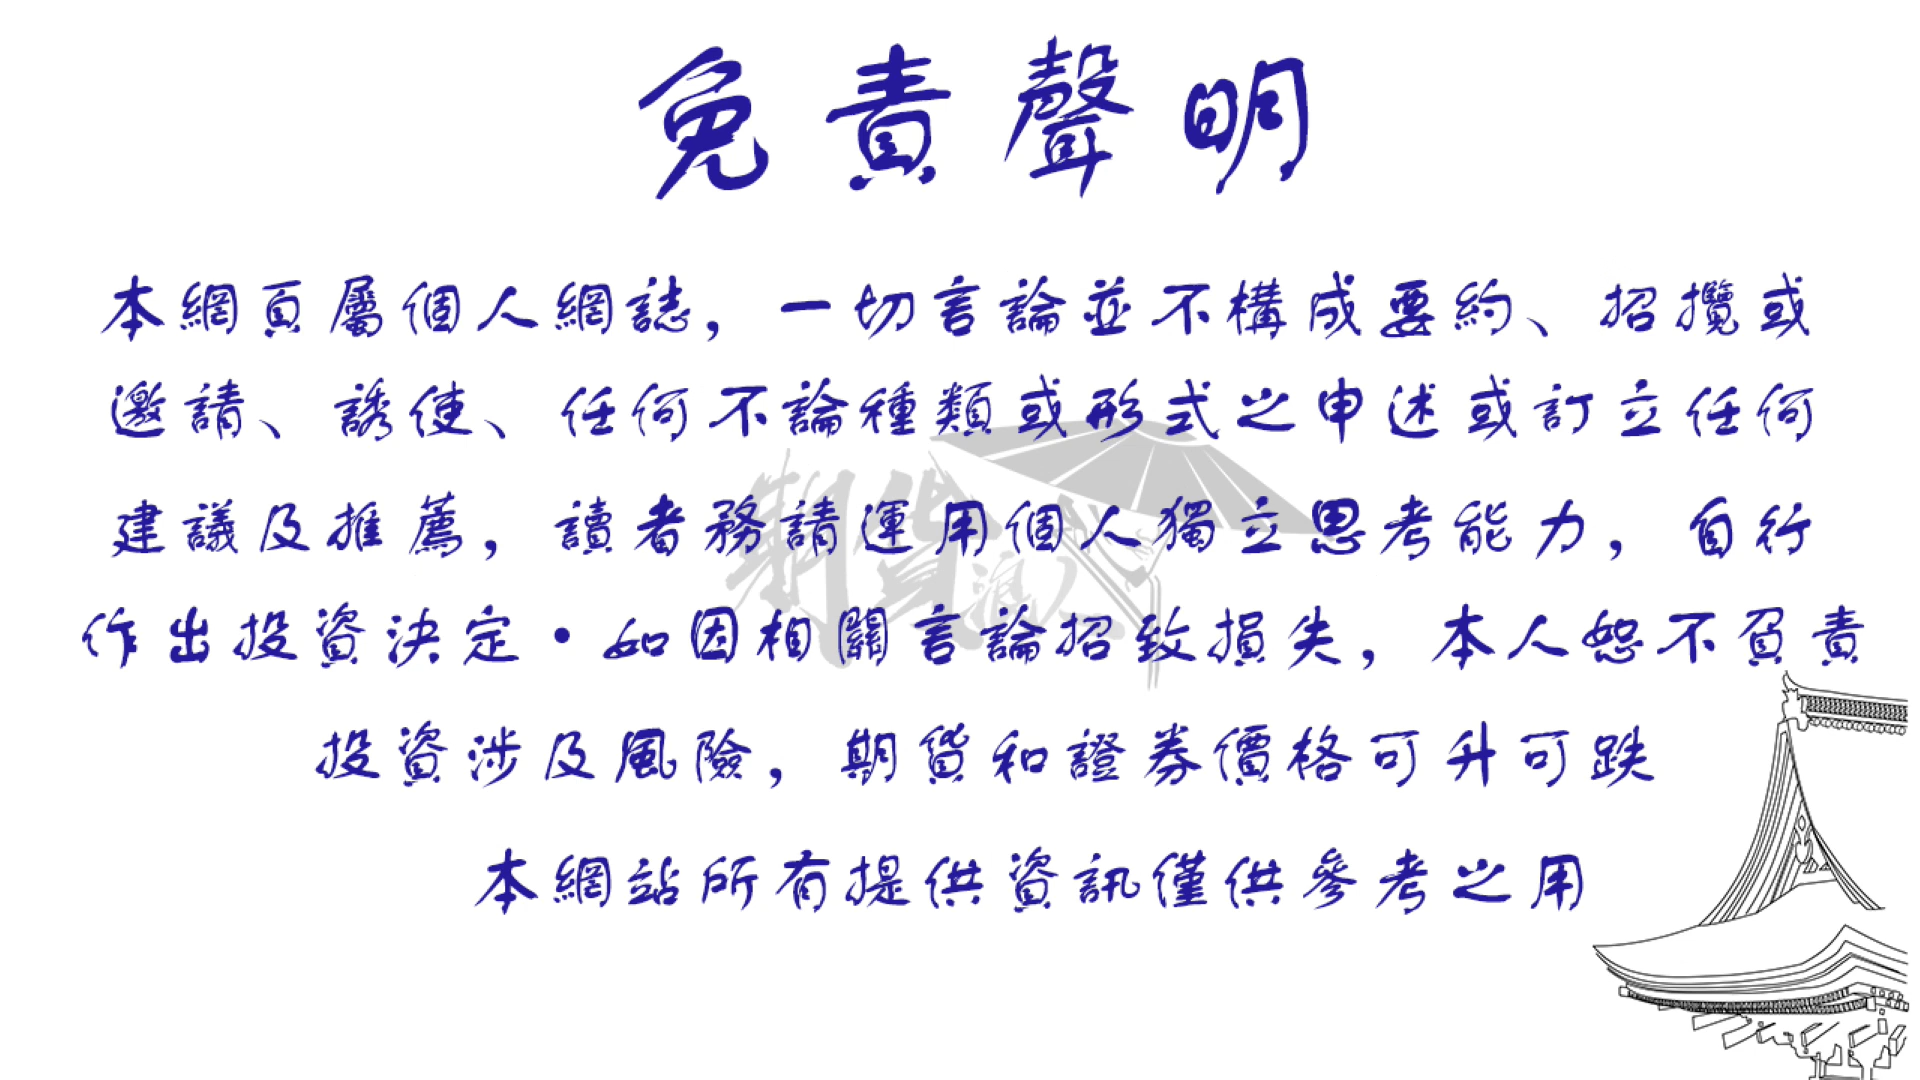 免責聲明
本網頁屬個人網誌，一切言論並不構成要約、招攬或
邀請、誘使、任何不論種類或形式之申述或訂立任何
建議及推薦，讀者務請運用個人獨立思考能力，自行
作出投資決定•如因相關言論招致損失，本人恕不負責
投資涉及風險，期貨和證券價格可升可跌
本網站所有提供資訊僅供參考之用
期貨浪人